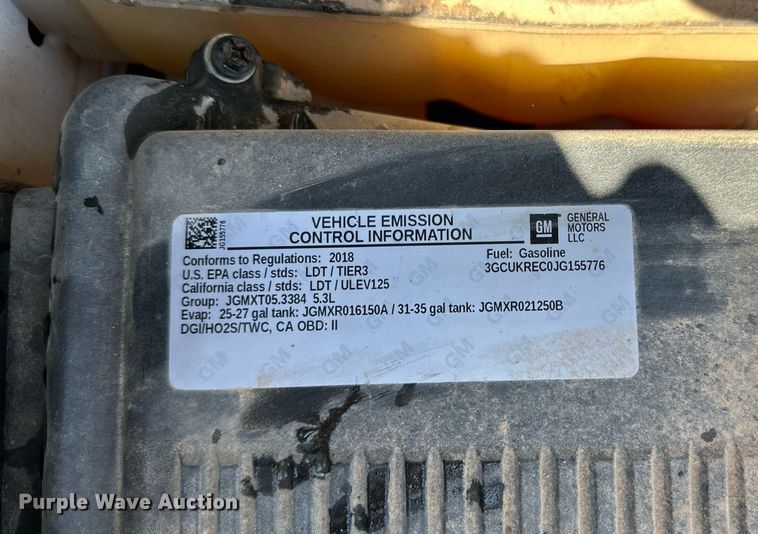 VEHICLE EMISSION
CONTROL INFORMATION
GM
GENERAL
MOTORS
LLC
JG155776
Conforms to Regulations: 2018
Fuel: Gasoline
U.S. EPA class / stds: LDT / TIER3
3GCUKREC0JG155776
California class / stds: LDT / ULEV125
Group: JGMXT05.3384 5.3L
Evap: 25-27 gal tank: JGMXR016150A / 31-35 gal tank: JGMXR021250B
DGI/HO2S/TWC, CA OBD: II
Purple Wave Auction